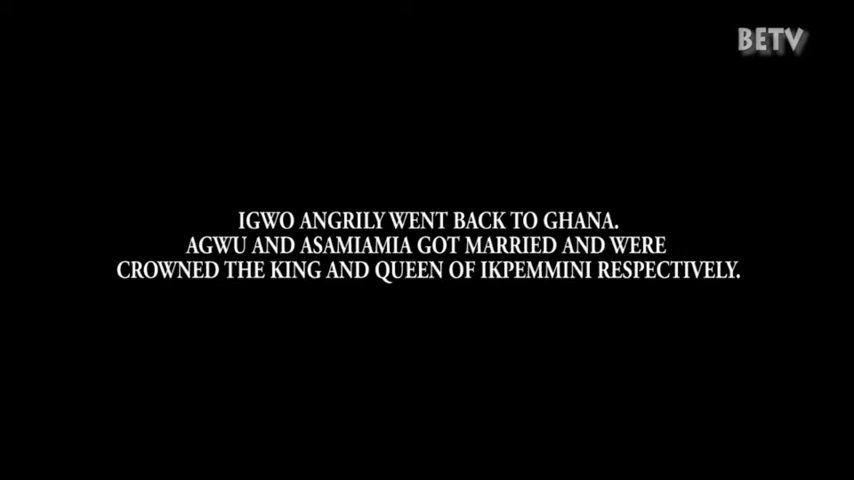 BETV
IGWO ANGRILY WENT BACK TO GHANA.
AGWU AND ASAMIAMIA GOT MARRIED AND WERE
CROWNED THE KING AND QUEEN OF IKPEMMINI RESPECTIVELY.